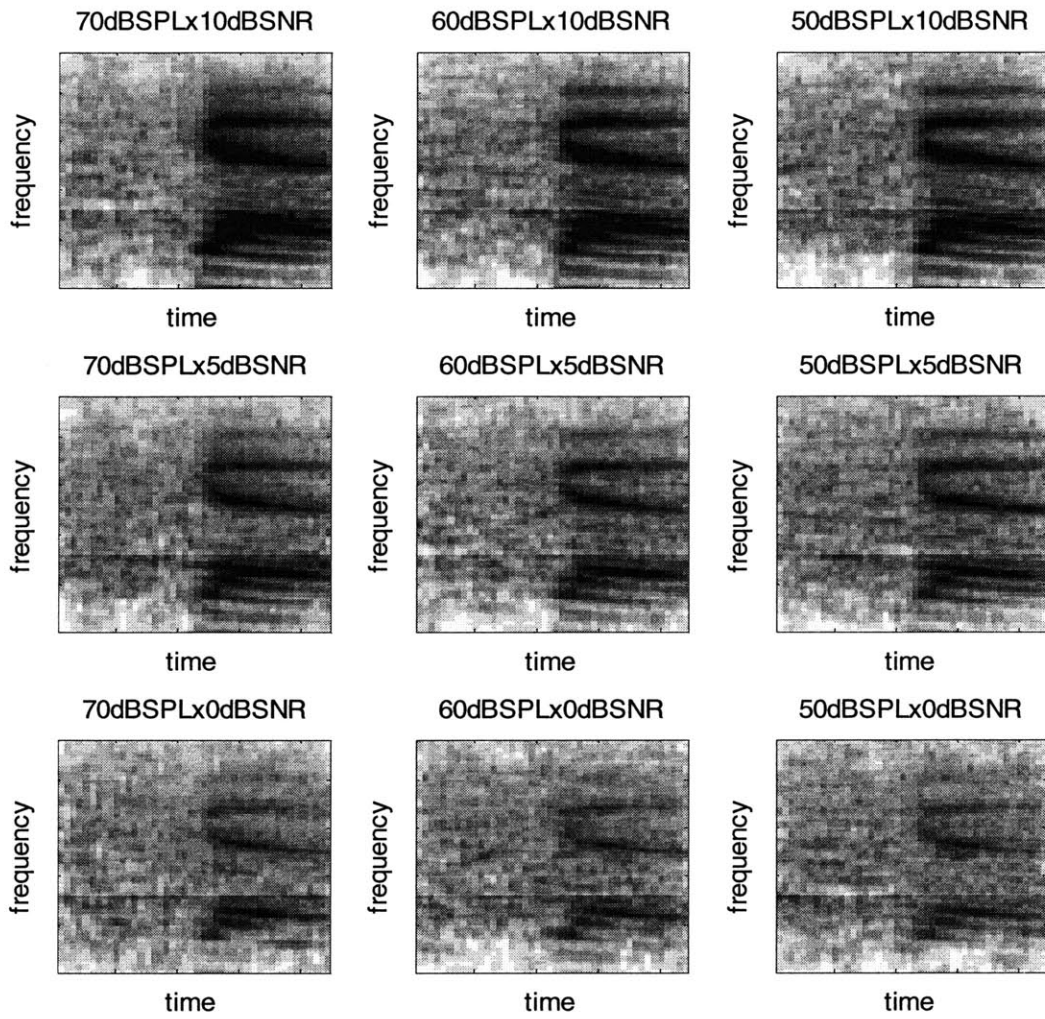 70dBSPLx10dBSNR
60dBSPLx10dBSNR
50dBSPLx10dBSNR
frequency
frequency
frequency
time
time
time
70dBSPLx5dBSNR
60dBSPLx5dBSNR
50dBSPLx5dBSNR
frequency
frequency
frequency
time
time
time
70dBSPLx0dBSNR
60dBSPLx0dBSNR
50dBSPLx0dBSNR
frequency
frequency
frequency
time
time
time